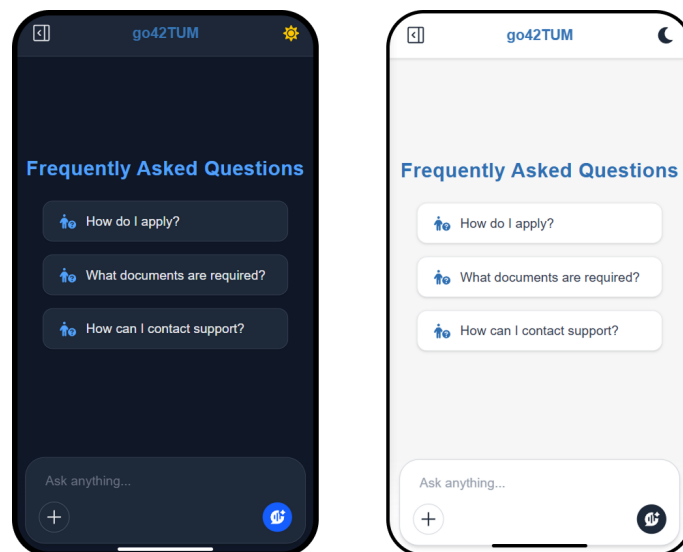 go42TUM
Frequently Asked Questions
How do I apply?
What documents are required?
How can I contact support?
Ask anything...
go42TUM
Frequently Asked Questions
How do I apply?
What documents are required?
How can I contact support?
Ask anything...